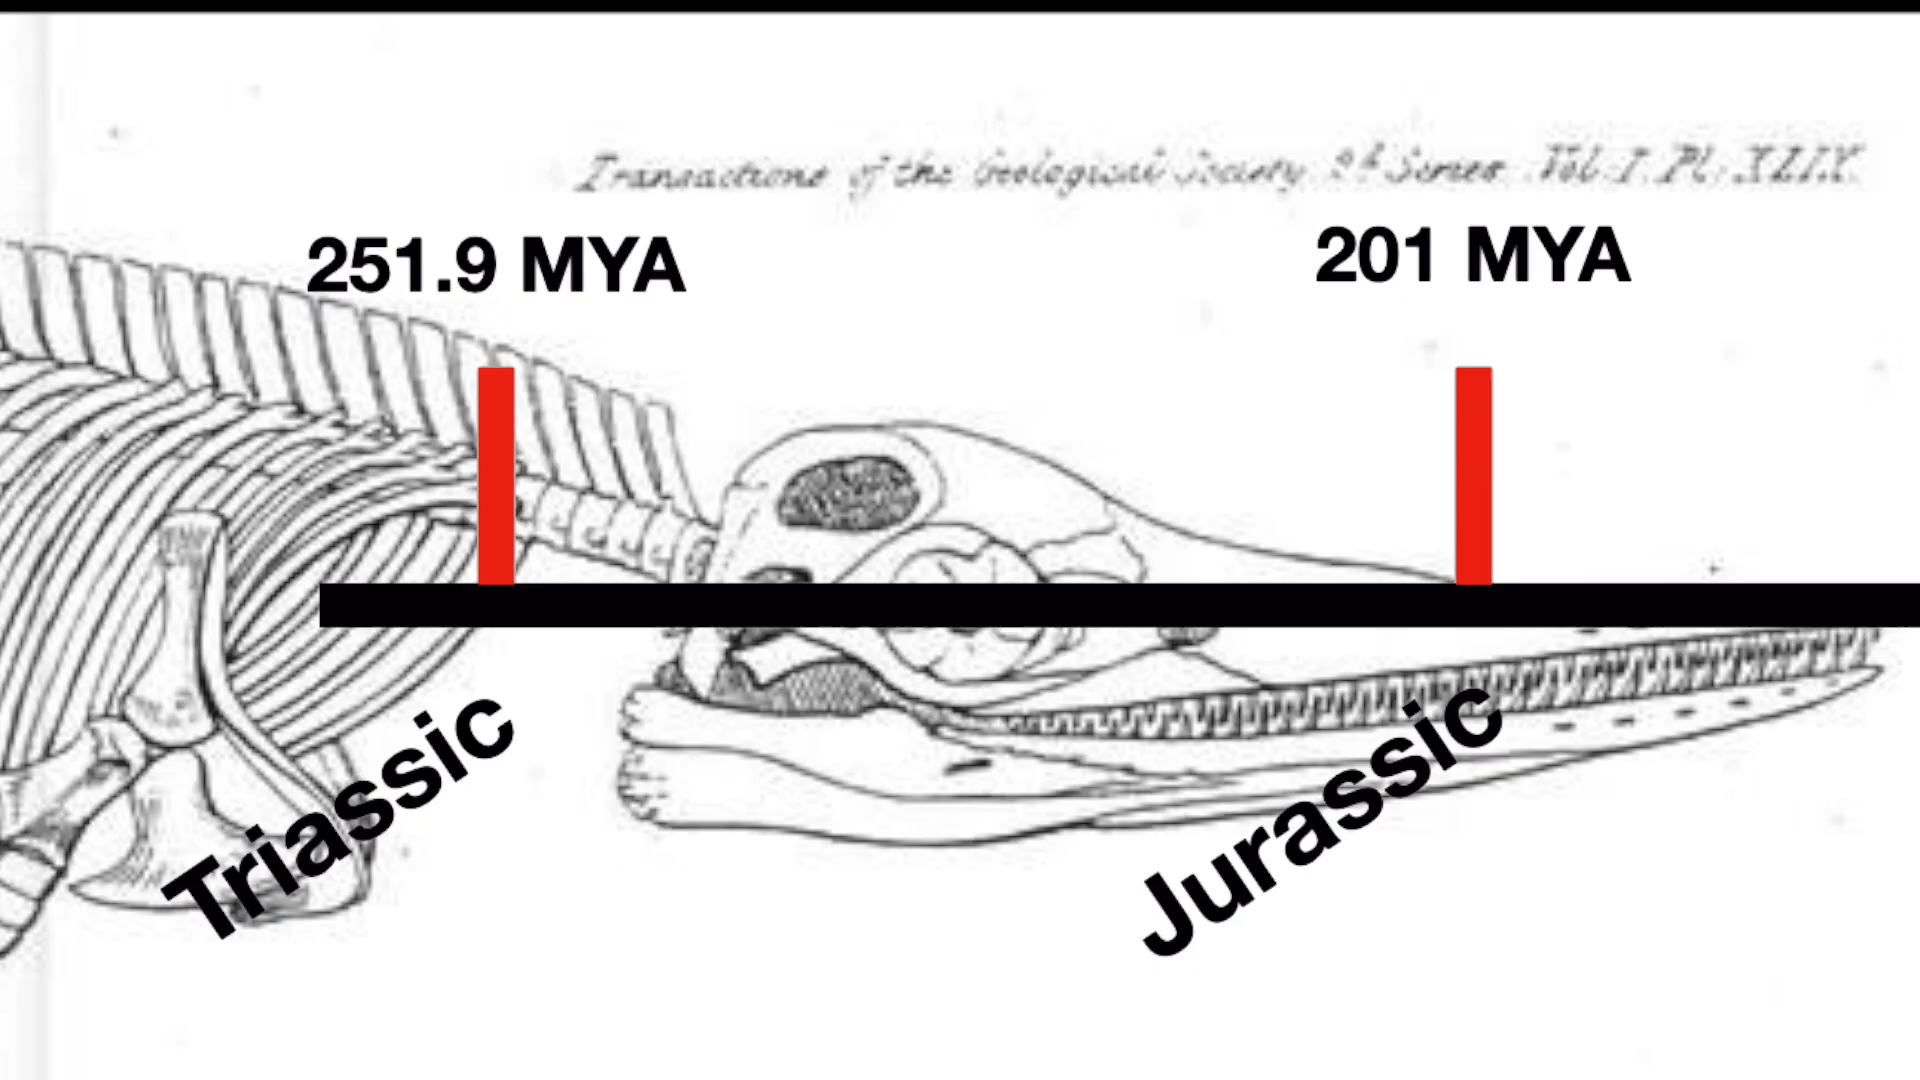 Transactions of the Geological Society 2d Series Vol. I. Pl. XLIX.
251.9 MYA
201 MYA
Triassic
Jurassic